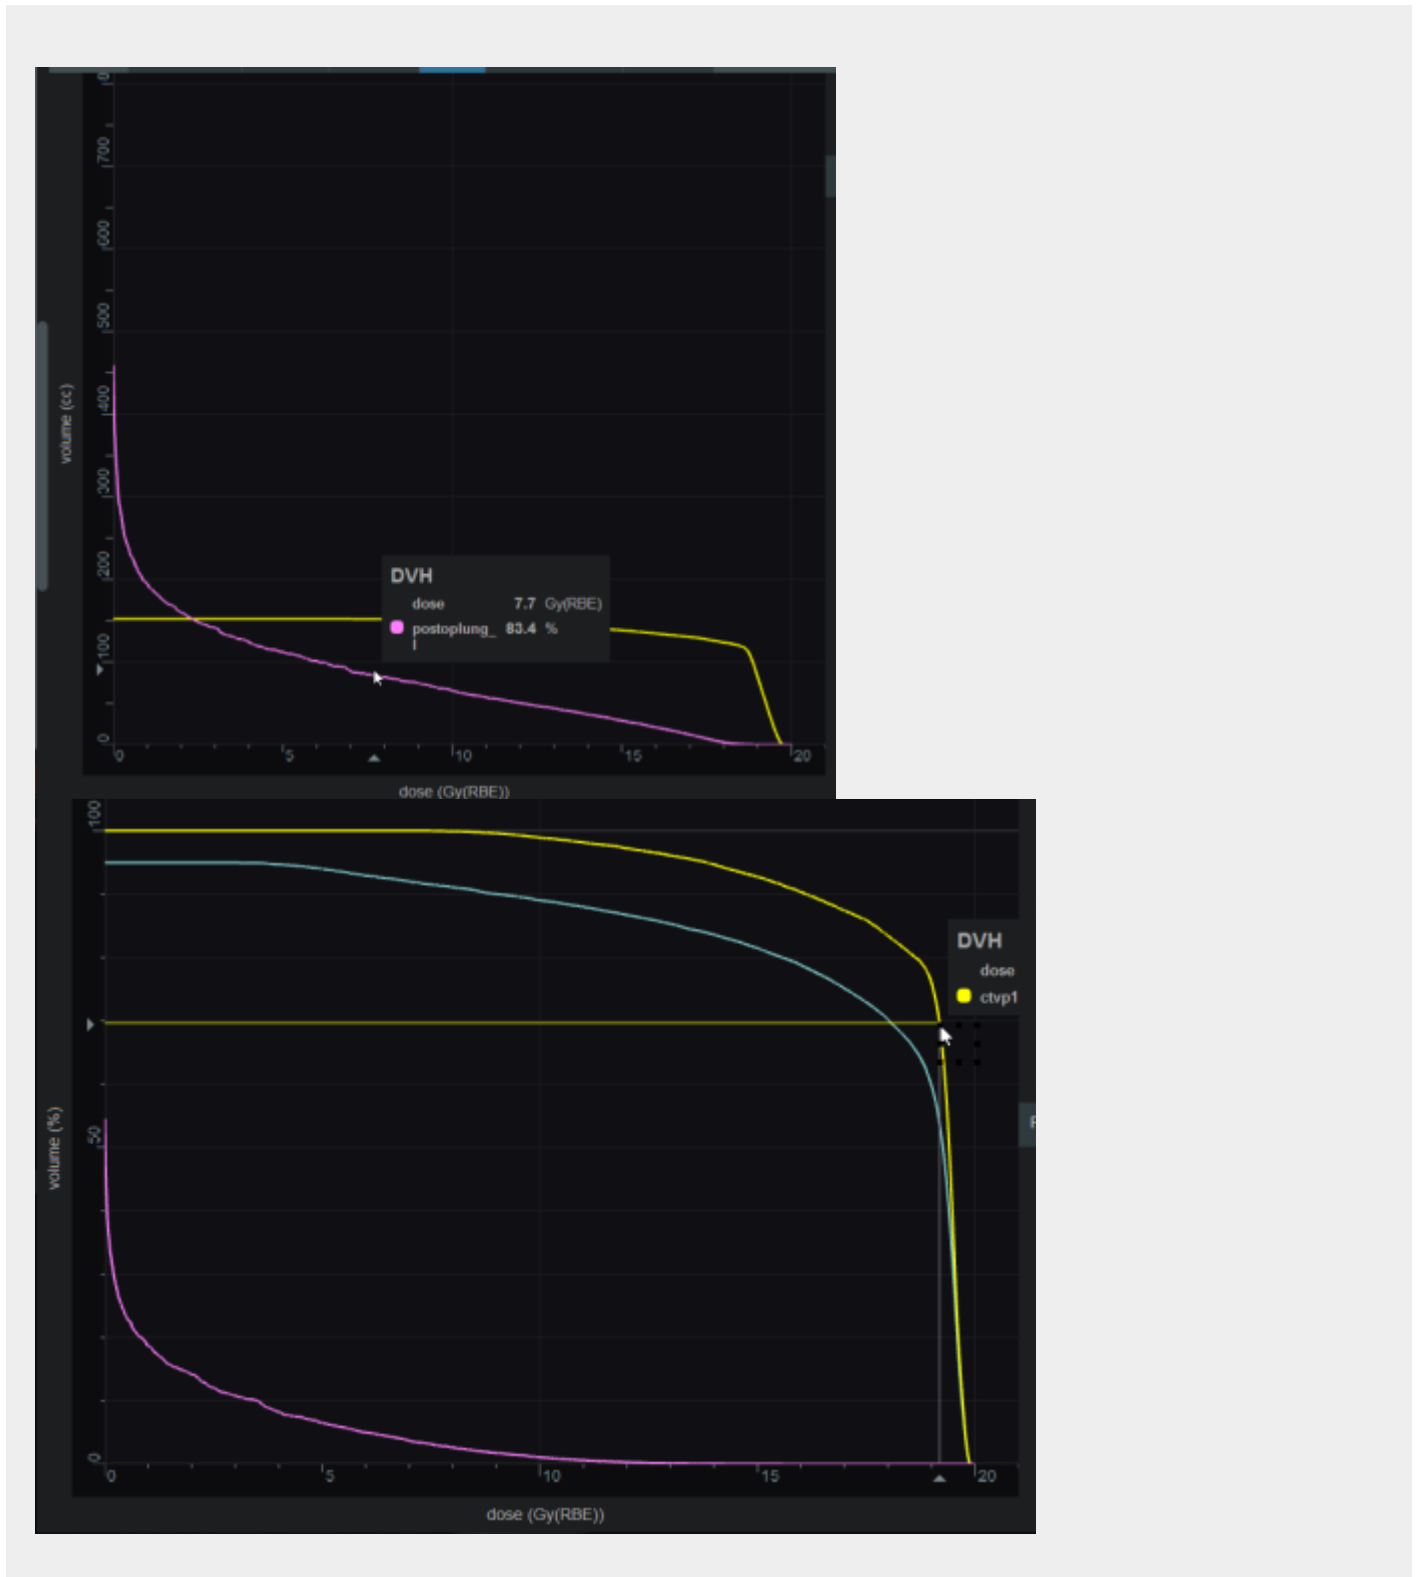 700
600
500
400
300
200
100
0
volume (cc)
DVH
dose 7.7 Gy(RBE)
postoplung_ 83.4 %
l
0 5 10 15 20
dose (Gy(RBE))
100
50
0
volume (%)
DVH
dose
ctvp1
0 5 10 15 20
dose (Gy(RBE))